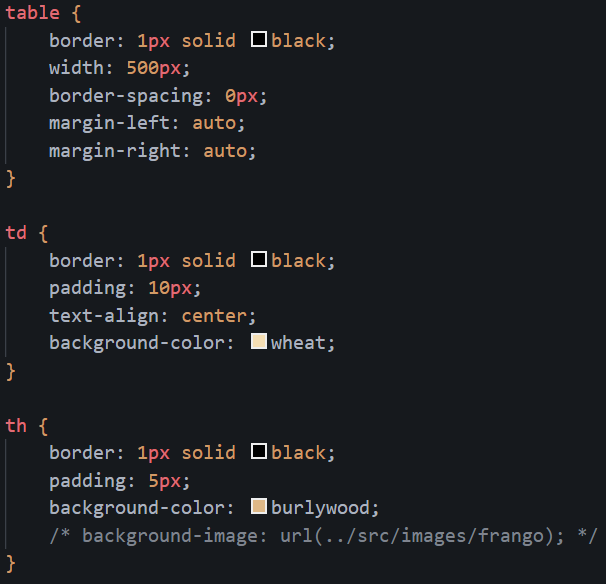 table {
border: 1px solid black;
width: 500px;
border-spacing: 0px;
margin-left: auto;
margin-right: auto;
}
td {
border: 1px solid black;
padding: 10px;
text-align: center;
background-color: wheat;
}
th {
border: 1px solid black;
padding: 5px;
background-color: burlywood;
/* background-image: url(../src/images/frango); */
}